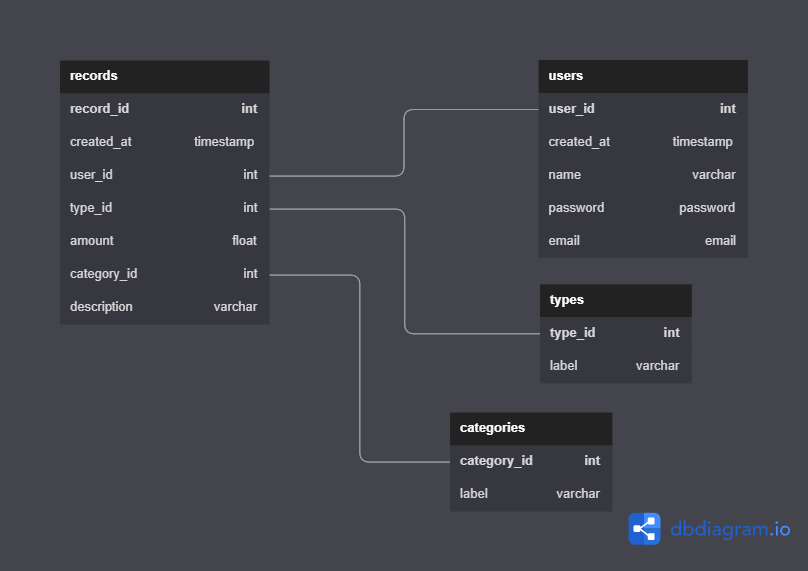 records
record_id int
created_at timestamp
user_id int
type_id int
amount float
category_id int
description varchar
users
user_id int
created_at timestamp
name varchar
password password
email email
types
type_id int
label varchar
categories
category_id int
label varchar
dbdiagram.io